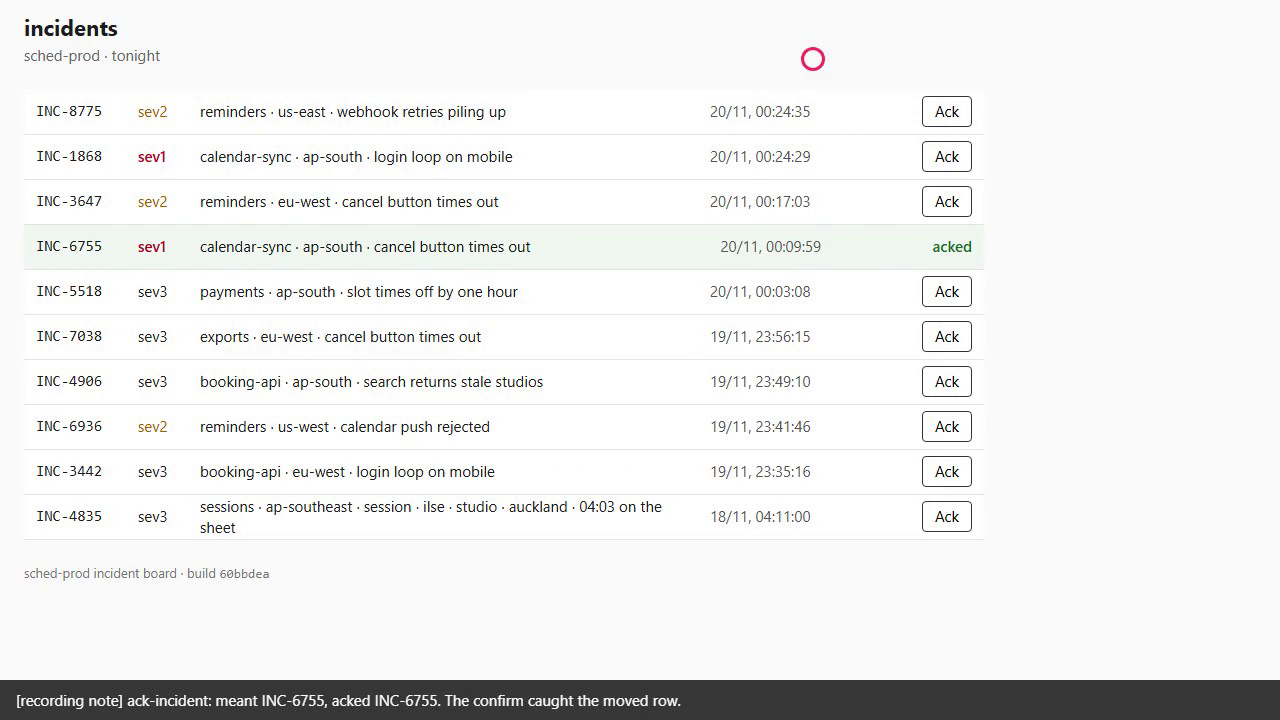 incidents
sched-prod · tonight
INC-8775 sev2 reminders · us-east · webhook retries piling up 20/11, 00:24:35 Ack
INC-1868 sev1 calendar-sync · ap-south · login loop on mobile 20/11, 00:24:29 Ack
INC-3647 sev2 reminders · eu-west · cancel button times out 20/11, 00:17:03 Ack
INC-6755 sev1 calendar-sync · ap-south · cancel button times out 20/11, 00:09:59 acked
INC-5518 sev3 payments · ap-south · slot times off by one hour 20/11, 00:03:08 Ack
INC-7038 sev3 exports · eu-west · cancel button times out 19/11, 23:56:15 Ack
INC-4906 sev3 booking-api · ap-south · search returns stale studios 19/11, 23:49:10 Ack
INC-6936 sev2 reminders · us-west · calendar push rejected 19/11, 23:41:46 Ack
INC-3442 sev3 booking-api · eu-west · login loop on mobile 19/11, 23:35:16 Ack
INC-4835 sev3 sessions · ap-southeast · session · ilse · studio · auckland · 04:03 on the
sheet 18/11, 04:11:00 Ack
sched-prod incident board · build 60bbdea
[recording note] ack-incident: meant INC-6755, acked INC-6755. The confirm caught the moved row.